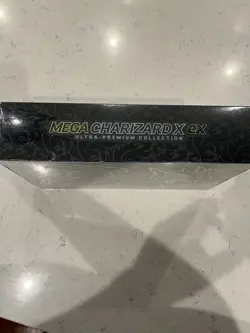 MEGA CHARIZARD X ex
ULTRA-PREMIUM COLLECTION